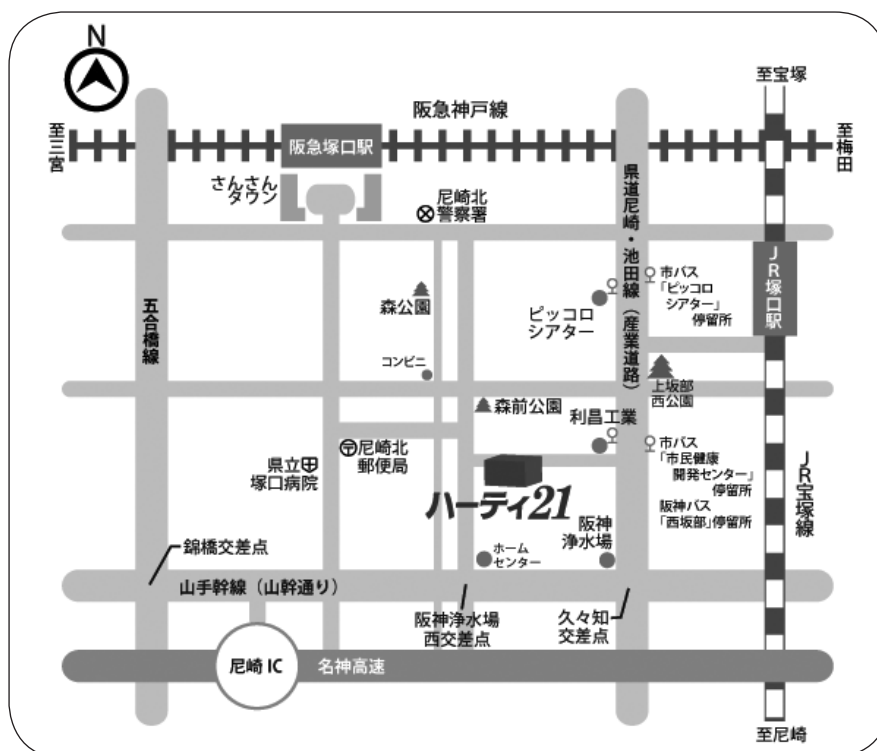 N
至宝塚
阪急神戸線
至三宮
阪急塚口駅
至梅田
さんさん
タウン
尼崎北
警察署
県道尼崎・池田線（産業道路）
市バス
「ピッコロ
シアター」
停留所
JR塚口駅
五合橋線
森公園
ピッコロ
シアター
コンビニ
上坂部
西公園
森前公園
利昌工業
尼崎北
郵便局
県立
塚口病院
市バス
「市民健康
開発センター」
停留所
阪神バス
「西坂部」停留所
JR宝塚線
ハーティ21
阪神
浄水場
ホーム
センター
錦橋交差点
山手幹線（山幹通り）
阪神浄水場
西交差点
久々知
交差点
尼崎IC
名神高速
至尼崎